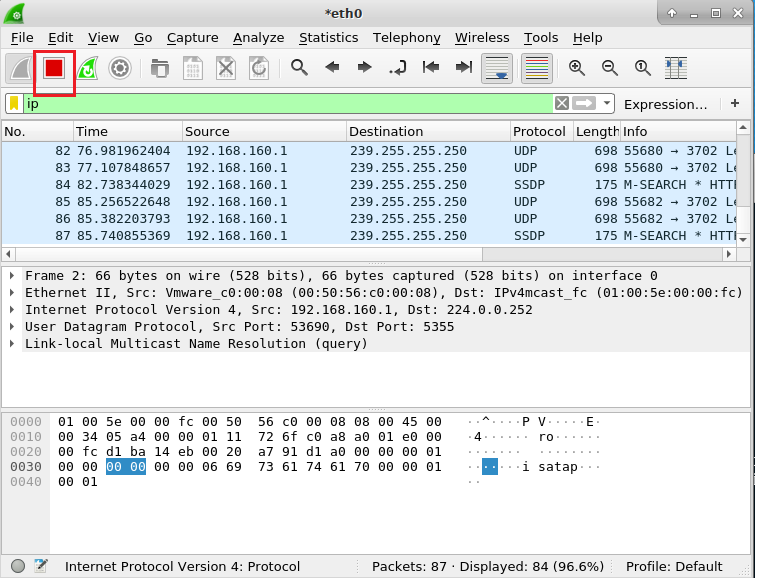 *eth0
File Edit View Go Capture Analyze Statistics Telephony Wireless Tools Help
ip Expression... +
No. Time Source Destination Protocol Length Info
82 76.981962404 192.168.160.1 239.255.255.250 UDP 698 55680 → 3702 Le
83 77.107848657 192.168.160.1 239.255.255.250 UDP 698 55680 → 3702 Le
84 82.738344029 192.168.160.1 239.255.255.250 SSDP 175 M-SEARCH * HTTP
85 85.256522648 192.168.160.1 239.255.255.250 UDP 698 55682 → 3702 Le
86 85.382203793 192.168.160.1 239.255.255.250 UDP 698 55682 → 3702 Le
87 85.740855369 192.168.160.1 239.255.255.250 SSDP 175 M-SEARCH * HTTP
Frame 2: 66 bytes on wire (528 bits), 66 bytes captured (528 bits) on interface 0
Ethernet II, Src: Vmware_c0:00:08 (00:50:56:c0:00:08), Dst: IPv4mcast_fc (01:00:5e:00:00:fc)
Internet Protocol Version 4, Src: 192.168.160.1, Dst: 224.0.0.252
User Datagram Protocol, Src Port: 53690, Dst Port: 5355
Link-local Multicast Name Resolution (query)
0000 01 00 5e 00 00 fc 00 50 56 c0 00 08 08 00 45 00 ··^····P V·····E·
0010 00 34 05 a4 00 00 01 11 72 6f c0 a8 a0 01 e0 00 ·4······ ro······
0020 00 fc d1 ba 14 eb 00 20 a7 91 d1 a0 00 00 00 01 ······· ········
0030 00 00 00 00 00 00 06 69 73 61 74 61 70 00 00 01 ·······i satap···
0040 00 01 ··
Internet Protocol Version 4: Protocol Packets: 87 · Displayed: 84 (96.6%) Profile: Default